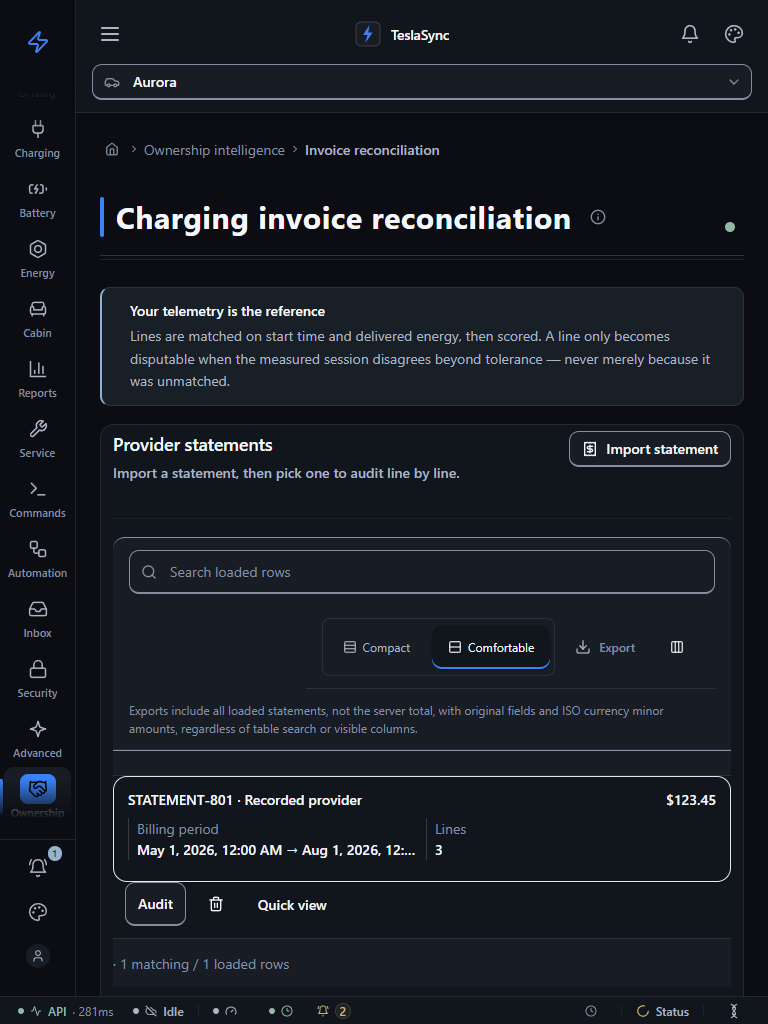 TeslaSync
Aurora
Driving
Charging
Battery
Energy
Cabin
Reports
Service
Commands
Automation
Inbox
Security
Advanced
Ownership
1
Ownership intelligence
Invoice reconciliation
Charging invoice reconciliation
Your telemetry is the reference
Lines are matched on start time and delivered energy, then scored. A line only becomes
disputable when the measured session disagrees beyond tolerance — never merely because it
was unmatched.
Provider statements
Import statement
Import a statement, then pick one to audit line by line.
Search loaded rows
Compact
Comfortable
Export
Exports include all loaded statements, not the server total, with original fields and ISO currency minor
amounts, regardless of table search or visible columns.
STATEMENT-801 · Recorded provider
$123.45
Billing period
Lines
May 1, 2026, 12:00 AM → Aug 1, 2026, 12:...
3
Audit
Quick view
· 1 matching / 1 loaded rows
API · 281ms
Idle
2
Status